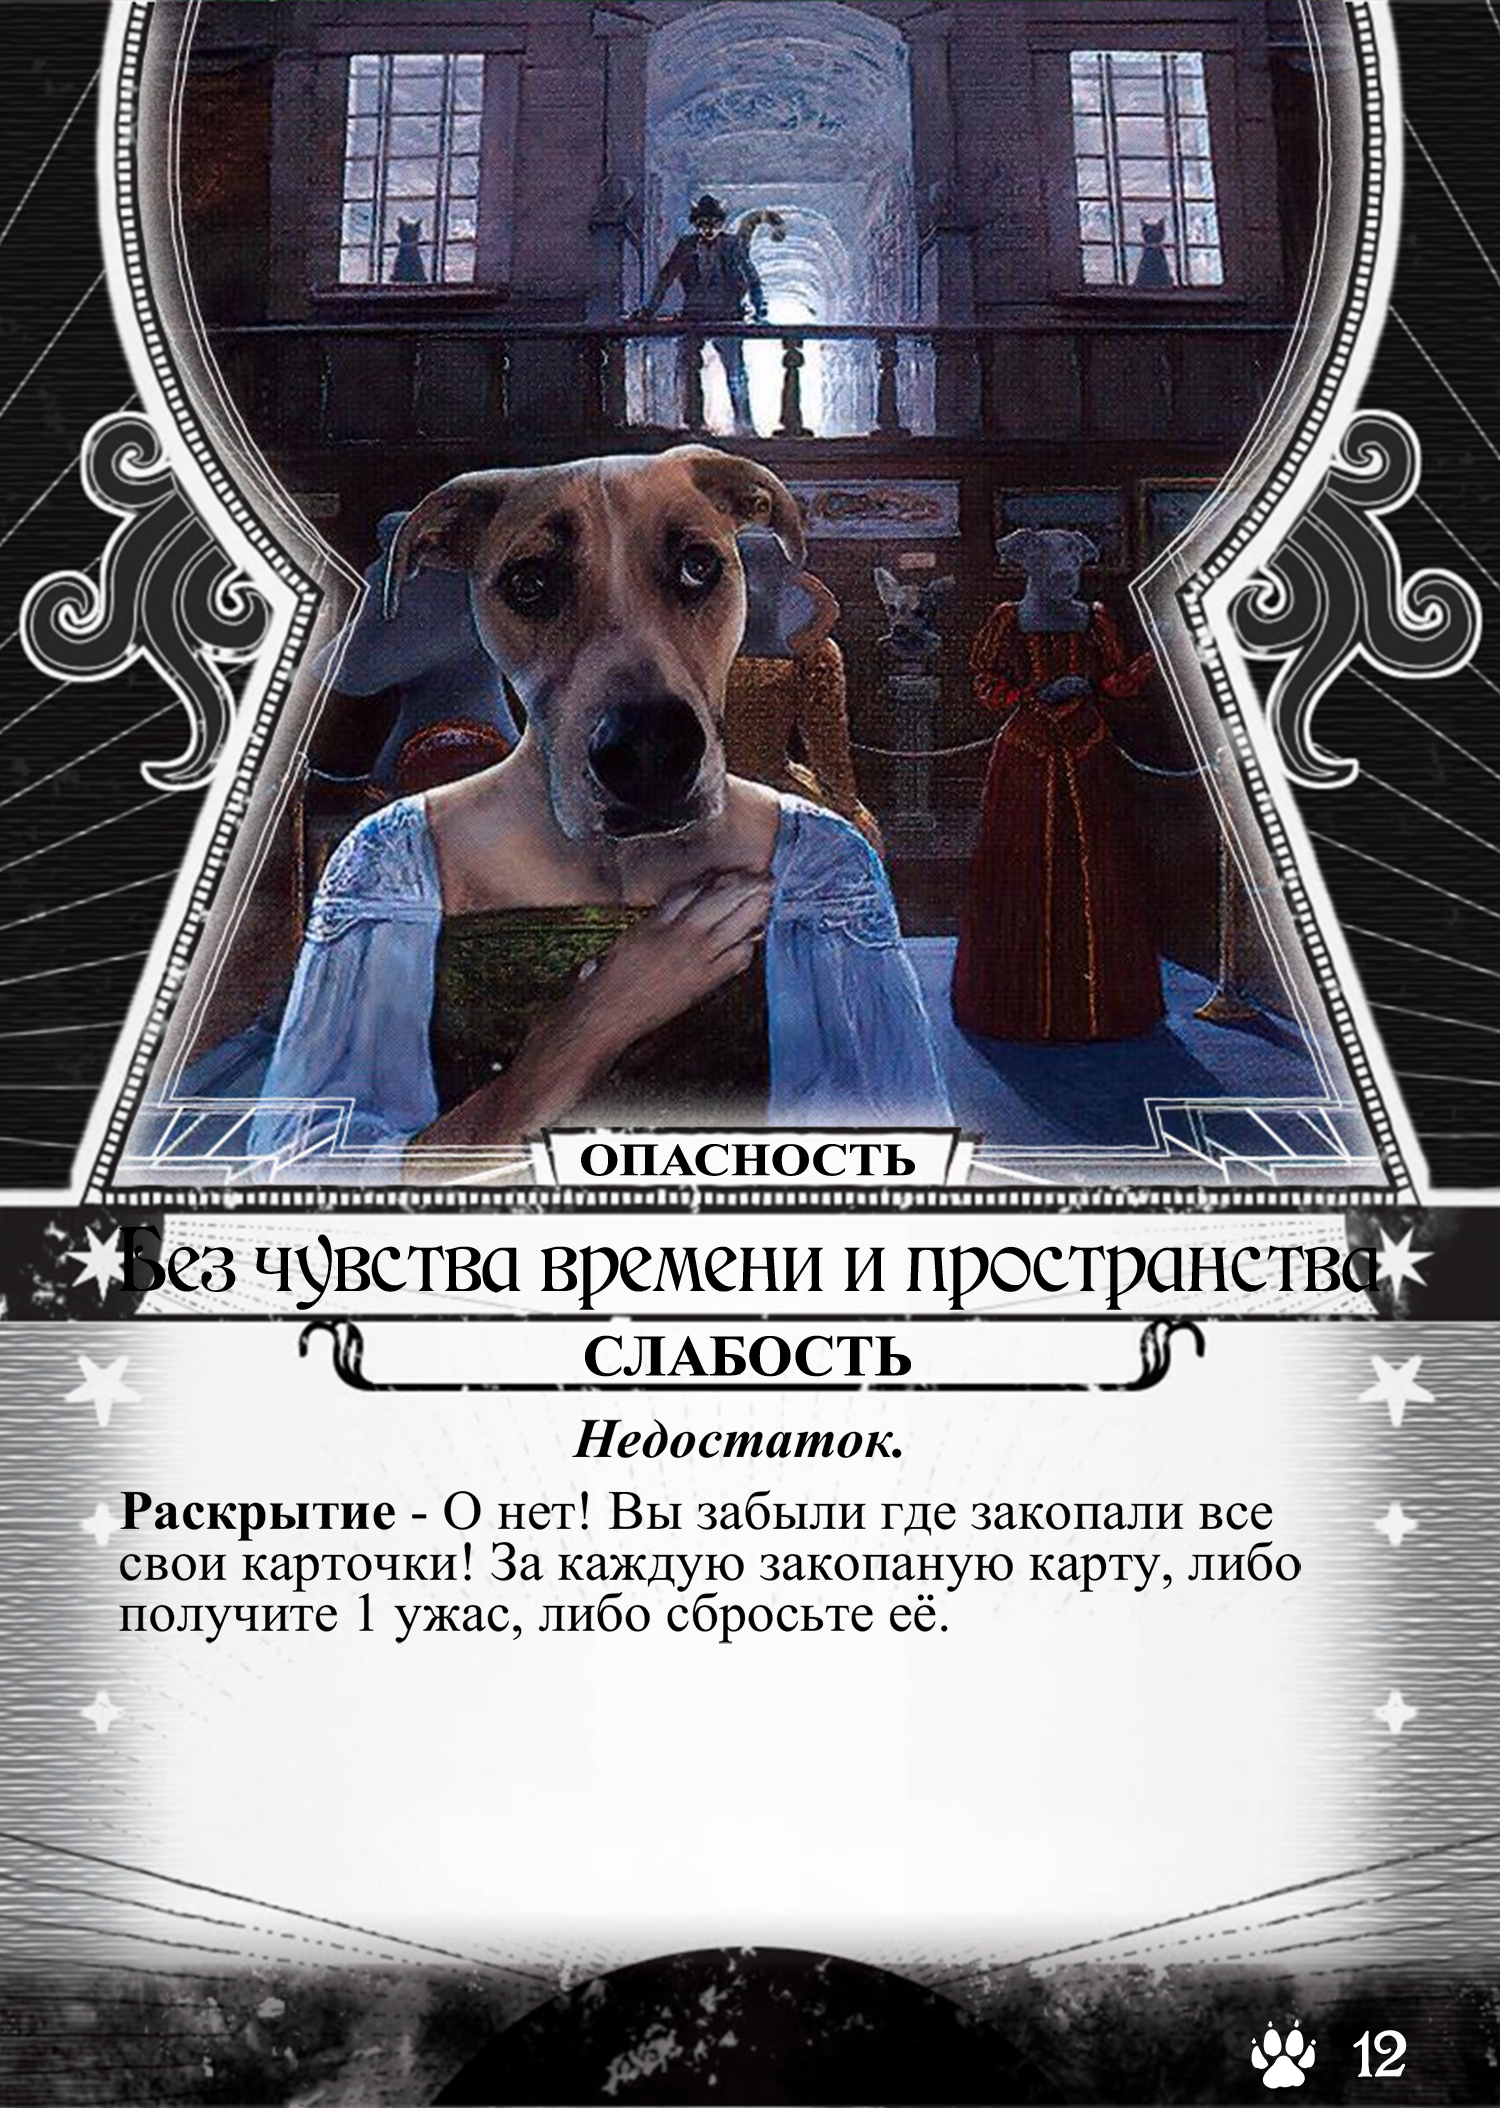 ОПАСНОСТЬ
Без чувства времени и пространства
СЛАБОСТЬ
Недостаток.
Раскрытие - О нет! Вы забыли где закопали все
свои карточки! За каждую закопаную карту, либо
получите 1 ужас, либо сбросьте её.
12